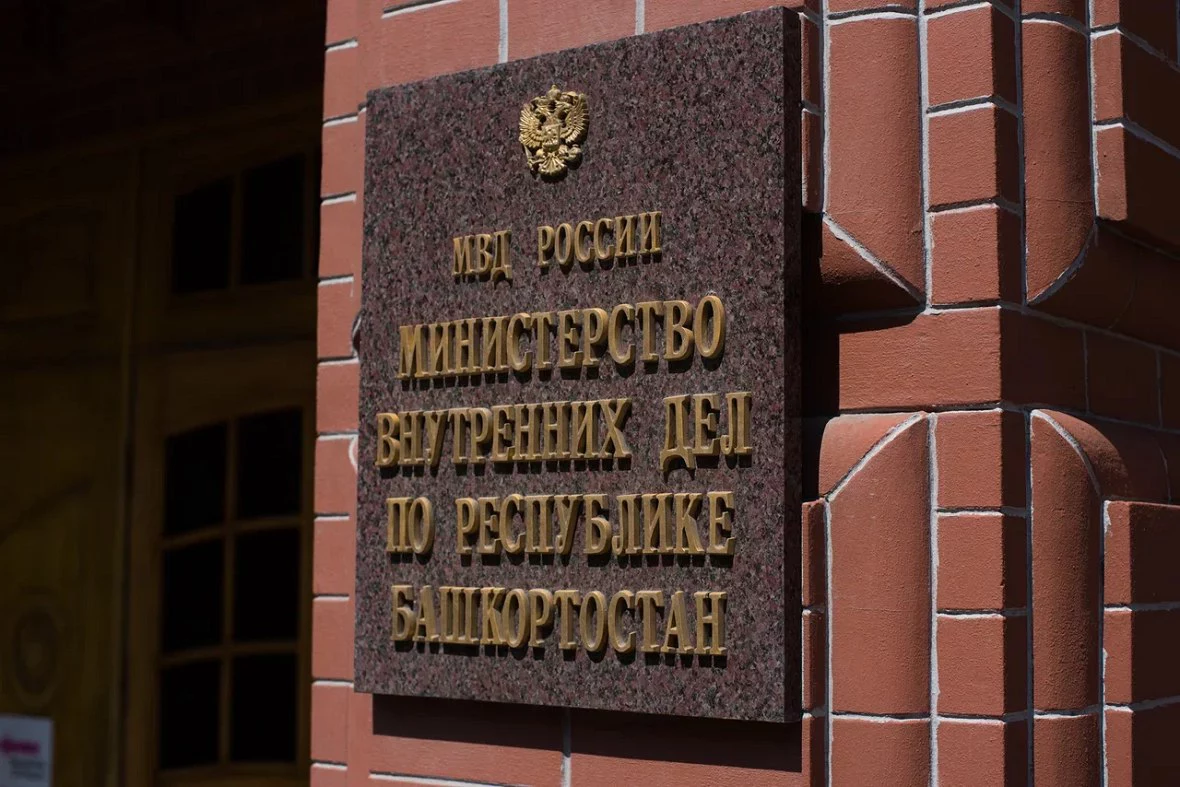 МВД РОССИИ
МИНИСТЕРСТВО
ВНУТРЕННИХ ДЕЛ
ПО РЕСПУБЛИКЕ
БАШКОРТОСТАН